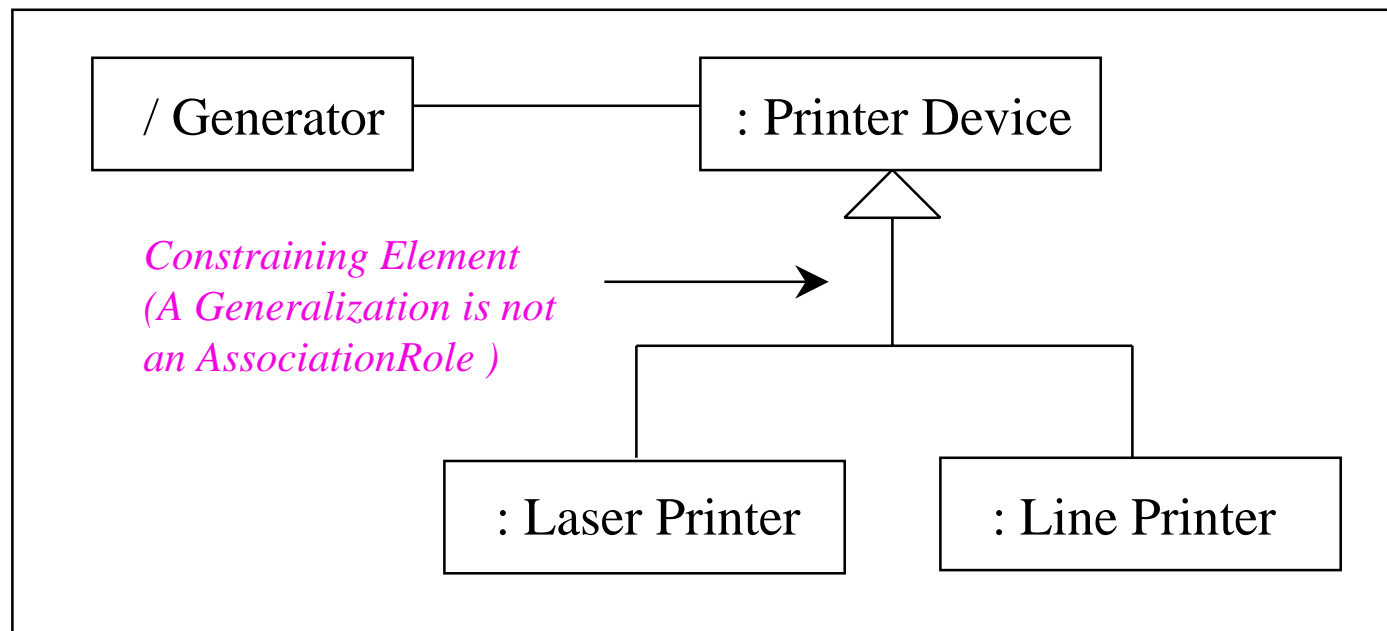 / Generator
: Printer Device
Constraining Element
(A Generalization is not
an AssociationRole )
: Laser Printer
: Line Printer